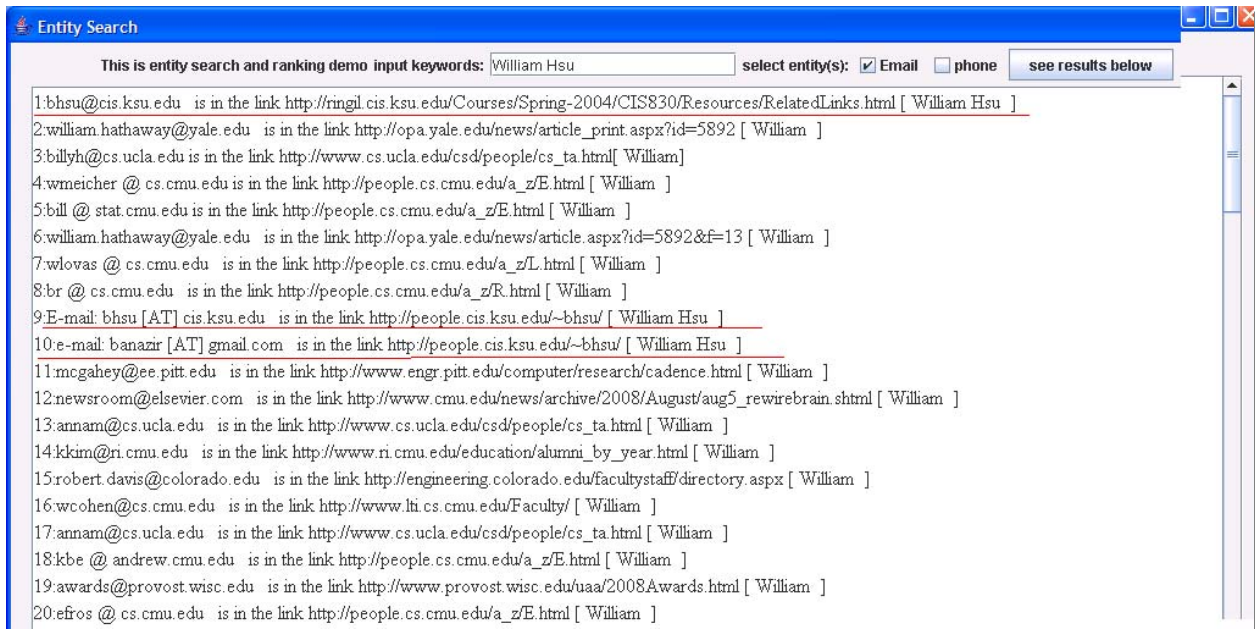 Entity Search
This is entity search and ranking demo input keywords: William Hsu select entity(s): Email phone see results below
1:bhsu@cis.ksu.edu is in the link http://ringil.cis.ksu.edu/Courses/Spring-2004/CIS830/Resources/RelatedLinks.html [ William Hsu ]
2:william.hathaway@yale.edu is in the link http://opa.yale.edu/news/article_print.aspx?id=5892 [ William ]
3:billyh@cs.ucla.edu is in the link http://www.cs.ucla.edu/csd/people/cs_ta.html[ William]
4:wmeicher @ cs.cmu.edu is in the link http://people.cs.cmu.edu/a_z/E.html [ William ]
5:bill @ stat.cmu.edu is in the link http://people.cs.cmu.edu/a_z/E.html [ William ]
6:william.hathaway@yale.edu is in the link http://opa.yale.edu/news/article.aspx?id=5892&f=13 [ William ]
7:wlovas @ cs.cmu.edu is in the link http://people.cs.cmu.edu/a_z/L.html [ William ]
8:br @ cs.cmu.edu is in the link http://people.cs.cmu.edu/a_z/R.html [ William ]
9:E-mail: bhsu [AT] cis.ksu.edu is in the link http://people.cis.ksu.edu/~bhsu/ [ William Hsu ]
10:e-mail: banazir [AT] gmail.com is in the link http://people.cis.ksu.edu/~bhsu/ [ William Hsu ]
11:mcgahey@ee.pitt.edu is in the link http://www.engr.pitt.edu/computer/research/cadence.html [ William ]
12:newsroom@elsevier.com is in the link http://www.cmu.edu/news/archive/2008/August/aug5_rewirebrain.shtml [ William ]
13:annam@cs.ucla.edu is in the link http://www.cs.ucla.edu/csd/people/cs_ta.html [ William ]
14:kkim@ri.cmu.edu is in the link http://www.ri.cmu.edu/education/alumni_by_year.html [ William ]
15:robert.davis@colorado.edu is in the link http://engineering.colorado.edu/facultystaff/directory.aspx [ William ]
16:wcohen@cs.cmu.edu is in the link http://www.lti.cs.cmu.edu/Faculty/ [ William ]
17:annam@cs.ucla.edu is in the link http://www.cs.ucla.edu/csd/people/cs_ta.html [ William ]
18:kbe @ andrew.cmu.edu is in the link http://people.cs.cmu.edu/a_z/E.html [ William ]
19:awards@provost.wisc.edu is in the link http://www.provost.wisc.edu/uaa/2008Awards.html [ William ]
20:efros @ cs.cmu.edu is in the link http://people.cs.cmu.edu/a_z/E.html [ William ]